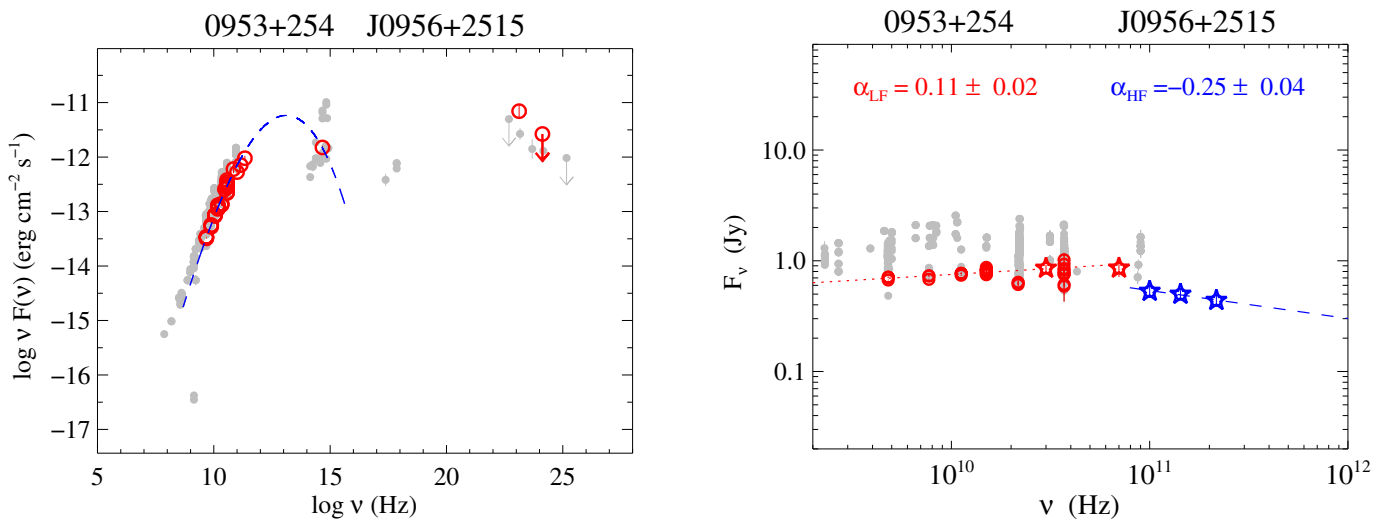 0953+254 J0956+2515
log ν F(ν) (erg cm⁻² s⁻¹)
−11
−12
−13
−14
−15
−16
−17
5 10 15 20 25
log ν (Hz)
0953+254 J0956+2515
α_LF = 0.11 ± 0.02 α_HF =−0.25 ± 0.04
F_ν (Jy)
10.0
1.0
0.1
10¹⁰ 10¹¹ 10¹²
ν (Hz)